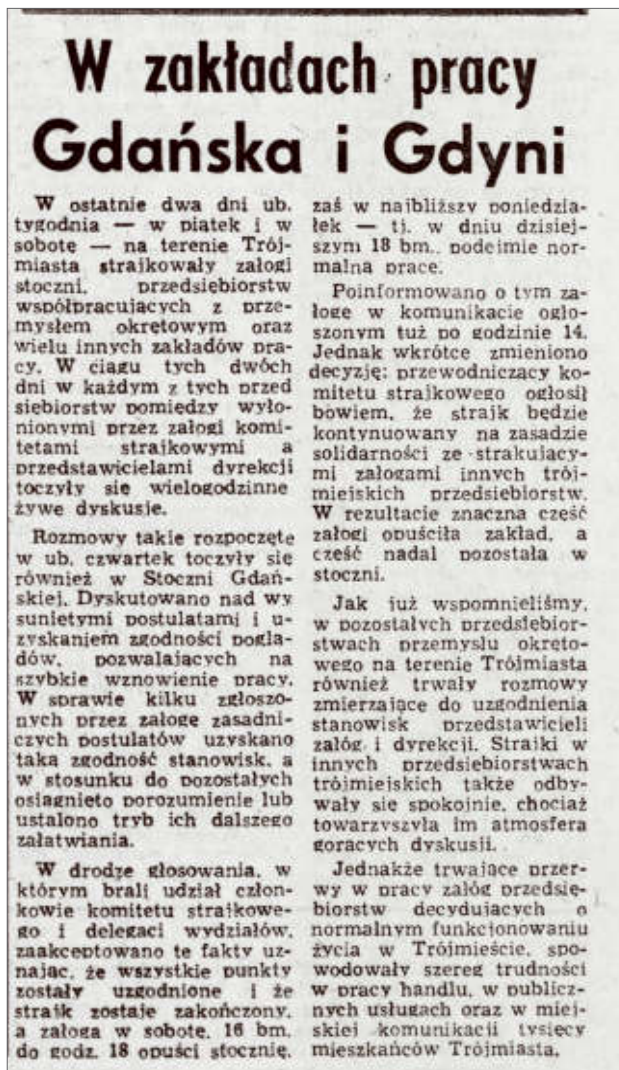 W zakładach pracy
Gdańska i Gdyni
W ostatnie dwa dni ub.
tygodnia — w piątek i w
sobotę — na terenie Trój-
miasta strajkowały załogi
stoczni, przedsiębiorstw
współpracujących z prze-
mysłem okrętowym oraz
wielu innych zakładów pra-
cy. W ciągu tych dwóch
dni w każdym z tych przed
siębiorstw pomiędzy wyło-
nionymi przez załogi komi-
tetami strajkowymi a
przedstawicielami dyrekcji
toczyły się wielogodzinne
żywe dyskusje.
Rozmowy takie rozpoczęte
w ub. czwartek toczyły się
również w Stoczni Gdań-
skiej. Dyskutowano nad wy
suniętymi postulatami i u-
zyskaniem zgodności poglą-
dów, pozwalających na
szybkie wznowienie pracy.
W sprawie kilku zgłoszo-
nych przez załogę zasadni-
czych postulatów uzyskano
taką zgodność stanowisk, a
w stosunku do pozostałych
osiągnięto porozumienie lub
ustalono tryb ich dalszego
załatwiania.
W drodze głosowania, w
którym brali udział człon-
kowie komitetu strajkowe-
go i delegaci wydziałów,
zaakceptowano te fakty uz-
nając, że wszystkie punkty
zostały uzgodnione i że
strajk zostaje zakończony,
a załoga w sobotę, 16 bm.
do godz. 18 opuści stocznię,
zaś w najbliższy poniedzia-
łek — tj. w dniu dzisiej-
szym 18 bm., podejmie nor-
malną pracę.
Poinformowano o tym za-
łogę w komunikacie ogło-
szonym tuż po godzinie 14.
Jednak wkrótce zmieniono
decyzję: przewodniczący ko-
mitetu strajkowego ogłosił
bowiem, że strajk będzie
kontynuowany na zasadzie
solidarności ze strakujący-
mi załogami innych trój-
miejskich przedsiębiorstw.
W rezultacie znaczna część
załogi opuściła zakład, a
część nadal pozostała w
stoczni.
Jak już wspomnieliśmy,
w pozostałych przedsiębior-
stwach przemysłu okręto-
wego na terenie Trójmiasta
również trwały rozmowy
zmierzające do uzgodnienia
stanowisk przedstawicieli
załóg i dyrekcji. Strajki w
innych przedsiębiorstwach
trójmiejskich także odby-
wały się spokojnie, chociaż
towarzyszyła im atmosfera
gorących dyskusji.
Jednakże trwające przer-
wy w pracy załóg przedsię-
biorstw decydujących o
normalnym funkcjonowaniu
życia w Trójmieście, spo-
wodowały szereg trudności
w pracy handlu, w publicz-
nych usługach oraz w miej-
skiej komunikacji tysięcy
mieszkańców Trójmiasta.